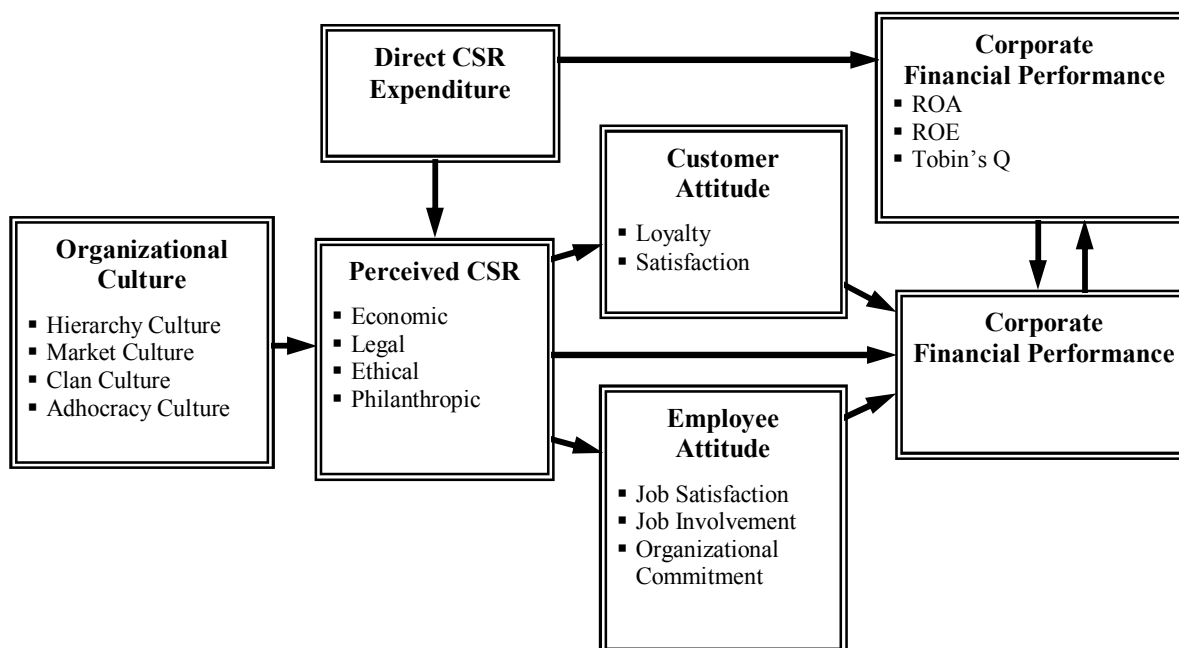 Direct CSR
Expenditure
Corporate
Financial Performance
▪ ROA
▪ ROE
▪ Tobin’s Q
Customer
Attitude
▪ Loyalty
▪ Satisfaction
Organizational
Culture
▪ Hierarchy Culture
▪ Market Culture
▪ Clan Culture
▪ Adhocracy Culture
Perceived CSR
▪ Economic
▪ Legal
▪ Ethical
▪ Philanthropic
Corporate
Financial Performance
Employee
Attitude
▪ Job Satisfaction
▪ Job Involvement
▪ Organizational
Commitment